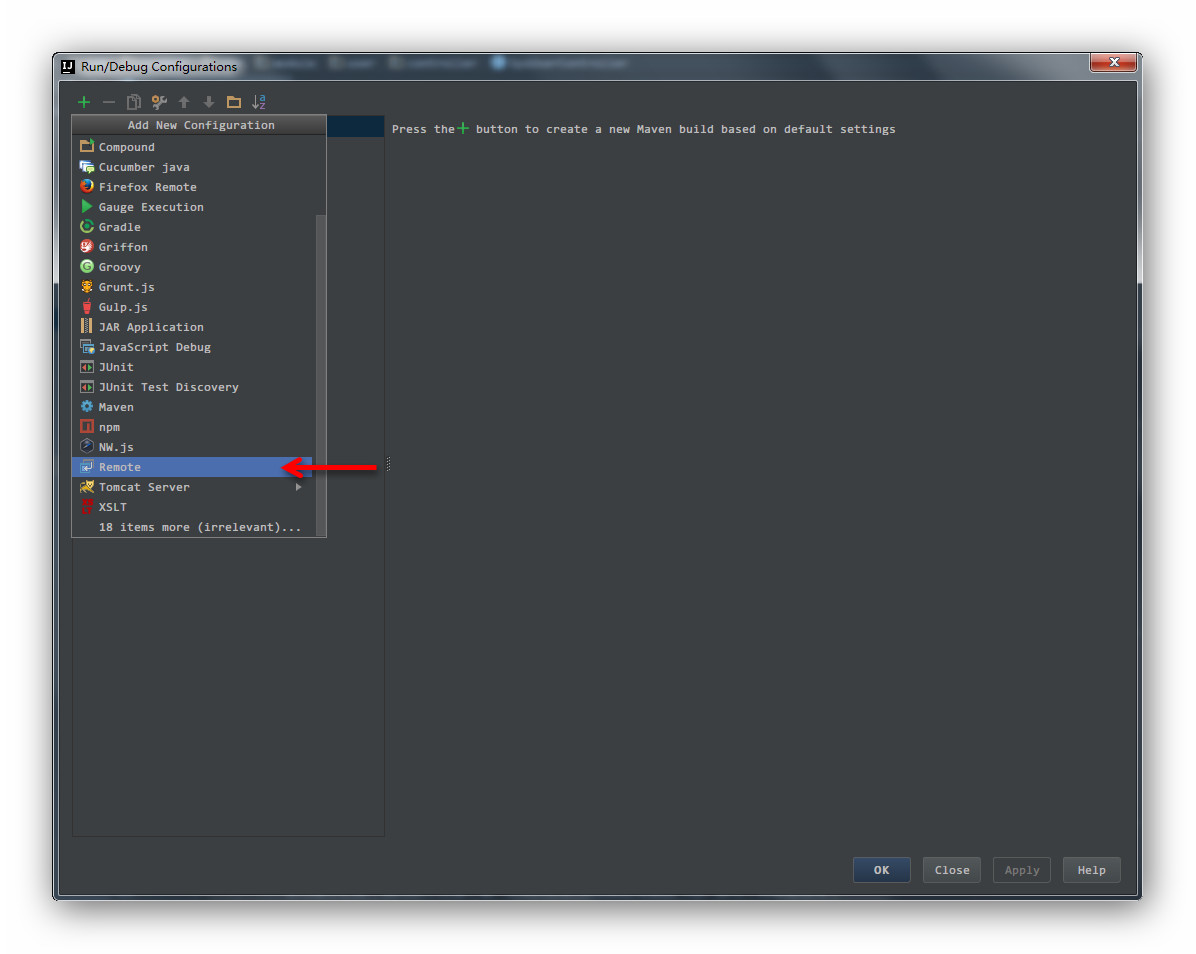 Run/Debug Configurations
Add New Configuration
Press the + button to create a new Maven build based on default settings
Compound
Cucumber java
Firefox Remote
Gauge Execution
Gradle
Griffon
Groovy
Grunt.js
Gulp.js
JAR Application
JavaScript Debug
JUnit
JUnit Test Discovery
Maven
npm
NW.js
Remote
Tomcat Server
XSLT
18 items more (irrelevant)...
OK Close Apply Help